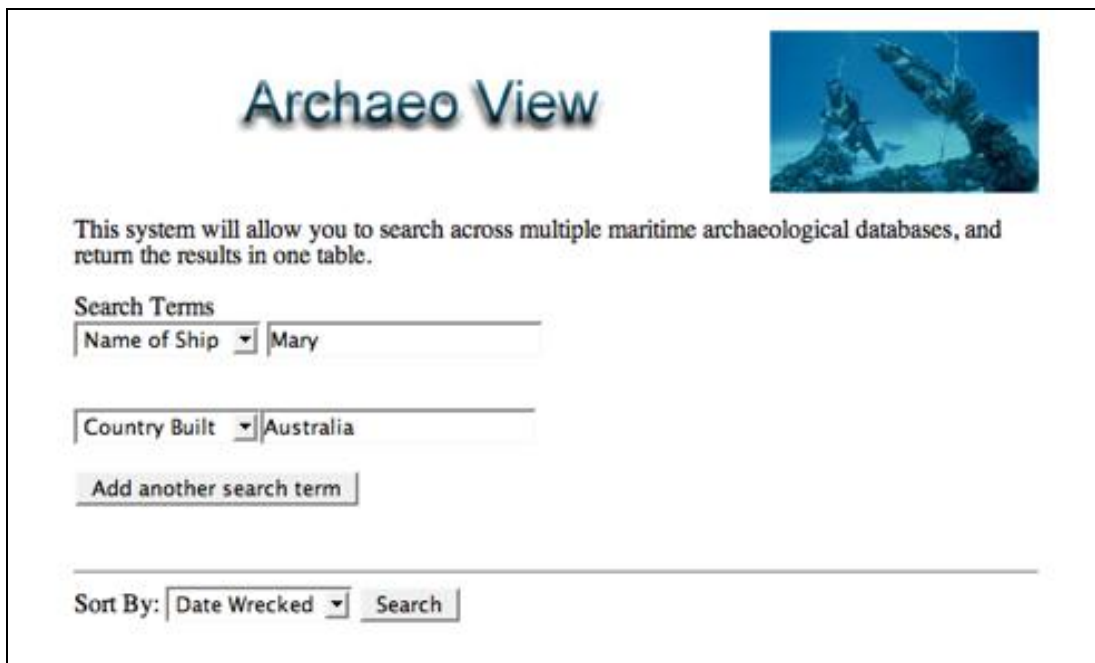 Archaeo View
This system will allow you to search across multiple maritime archaeological databases, and
return the results in one table.
Search Terms
Name of Ship Mary
Country Built Australia
Add another search term
Sort By: Date Wrecked Search